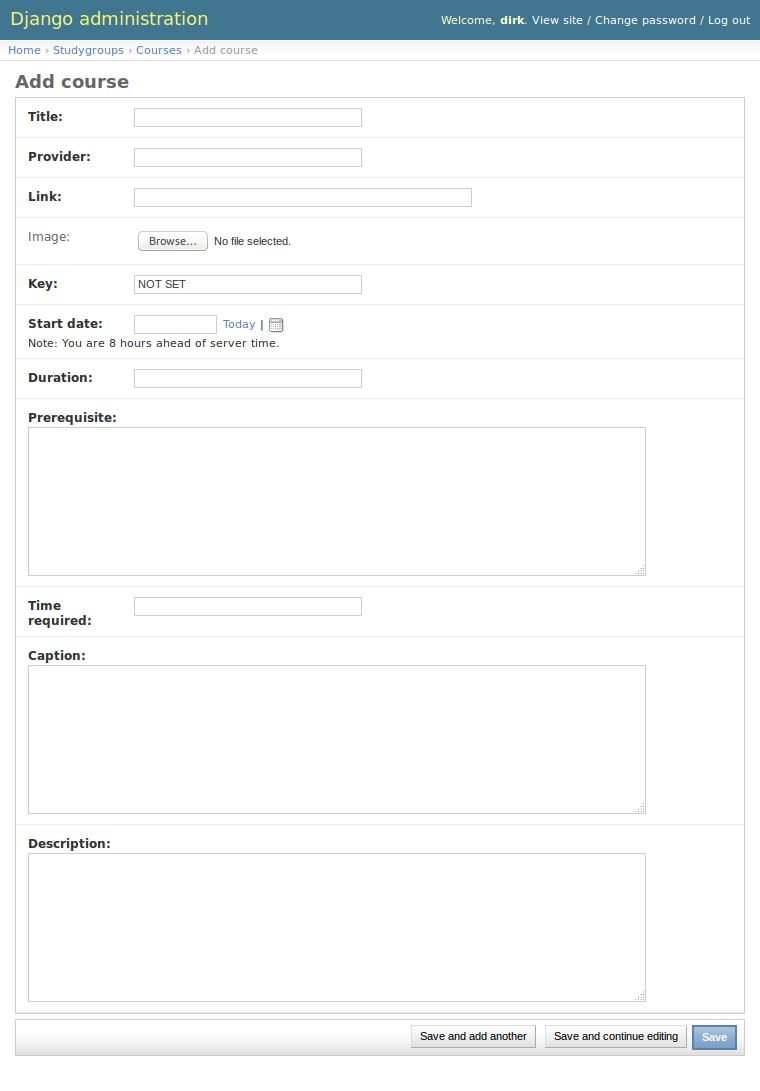 Django administration
Welcome, dirk. View site / Change password / Log out
Home › Studygroups › Courses › Add course
Add course
Title:
Provider:
Link:
Image: Browse... No file selected.
Key: NOT SET
Start date: Today |
Note: You are 8 hours ahead of server time.
Duration:
Prerequisite:
Time
required:
Caption:
Description:
Save and add another Save and continue editing Save